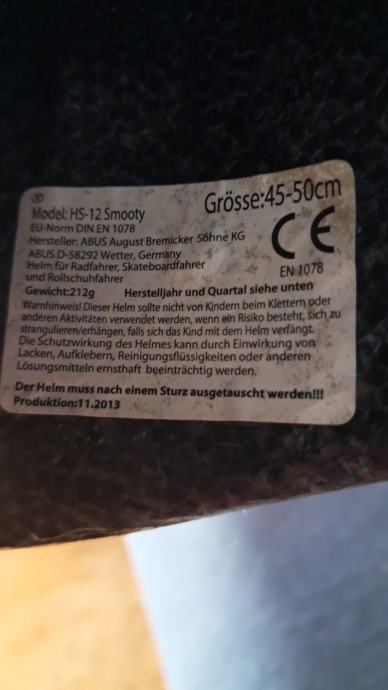 Model: HS-12 Smooty
Grösse:45-50cm
EU-Norm DIN EN 1078
Hersteller: ABUS August Bremicker Söhne KG
ABUS D-58292 Wetter, Germany
Helm für Radfahrer, Skateboardfahrer
und Rollschuhfahrer
CE
EN 1078
Gewicht:212g Herstelljahr und Quartal siehe unten
Warnhinweis! Dieser Helm sollte nicht von Kindern beim Klettern oder
anderen Aktivitäten verwendet werden, wenn ein Risiko besteht, sich zu
strangulieren/erhängen, falls sich das Kind mit dem Helm verfängt.
Die Schutzwirkung des Helmes kann durch Einwirkung von
Lacken, Aufklebern, Reinigungsflüssigkeiten oder anderen
Lösungsmitteln ernsthaft beeinträchtig werden.
Der Helm muss nach einem Sturz ausgetauscht werden!!!
Produktion:11.2013